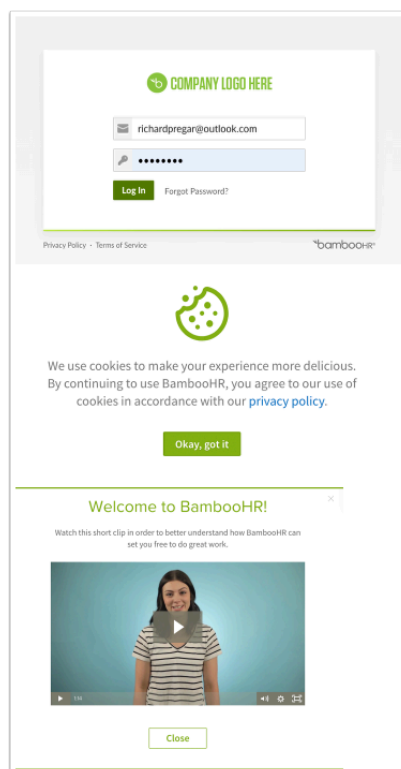 COMPANY LOGO HERE
richardpregar@outlook.com
••••••••
Log In Forgot Password?
Privacy Policy - Terms of Service bambooHR®
We use cookies to make your experience more delicious.
By continuing to use BambooHR, you agree to our use of
cookies in accordance with our privacy policy.
Okay, got it
Welcome to BambooHR!
Watch this short clip in order to better understand how BambooHR can
set you free to do great work.
Close